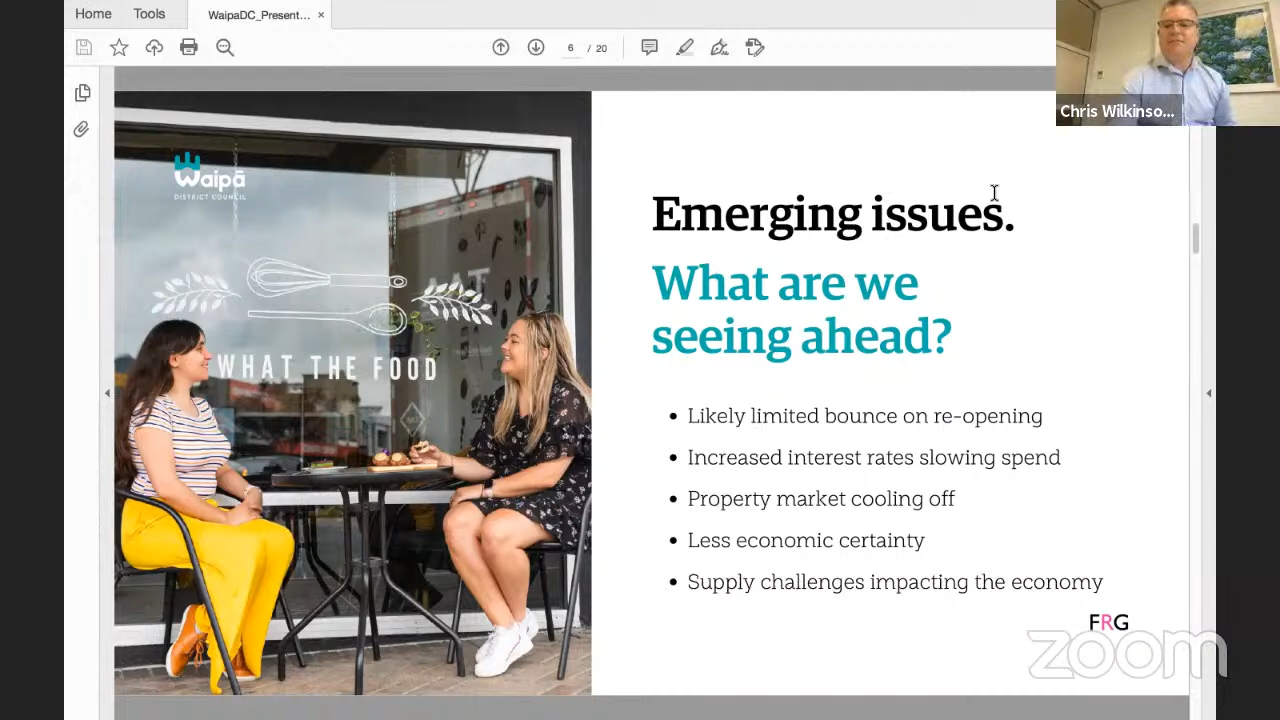 Home
Tools
WaipaDC_Present... ×
6 / 20
Chris Wilkinso...
Waipā
DISTRICT COUNCIL
WHAT THE FOOD
Emerging issues.
What are we
seeing ahead?
• Likely limited bounce on re-opening
• Increased interest rates slowing spend
• Property market cooling off
• Less economic certainty
• Supply challenges impacting the economy
FRG
zoom